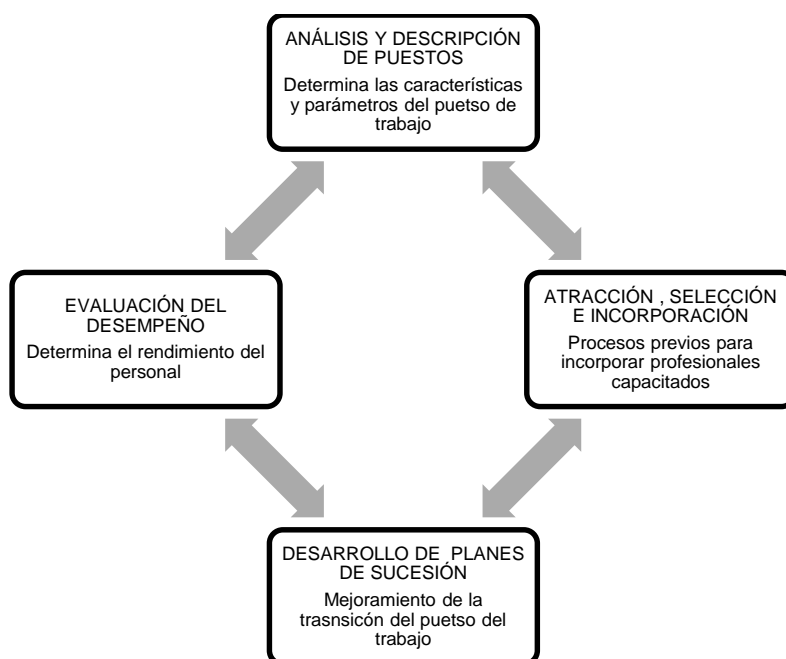 ANÁLISIS Y DESCRIPCIÓN
DE PUESTOS
Determina las características
y parámetros del puetso de
trabajo
EVALUACIÓN DEL
DESEMPEÑO
Determina el rendimiento del
personal
ATRACCIÓN , SELECCIÓN
E INCORPORACIÓN
Procesos previos para
incorporar profesionales
capacitados
DESARROLLO DE PLANES
DE SUCESIÓN
Mejoramiento de la
trasnsicón del puetso del
trabajo